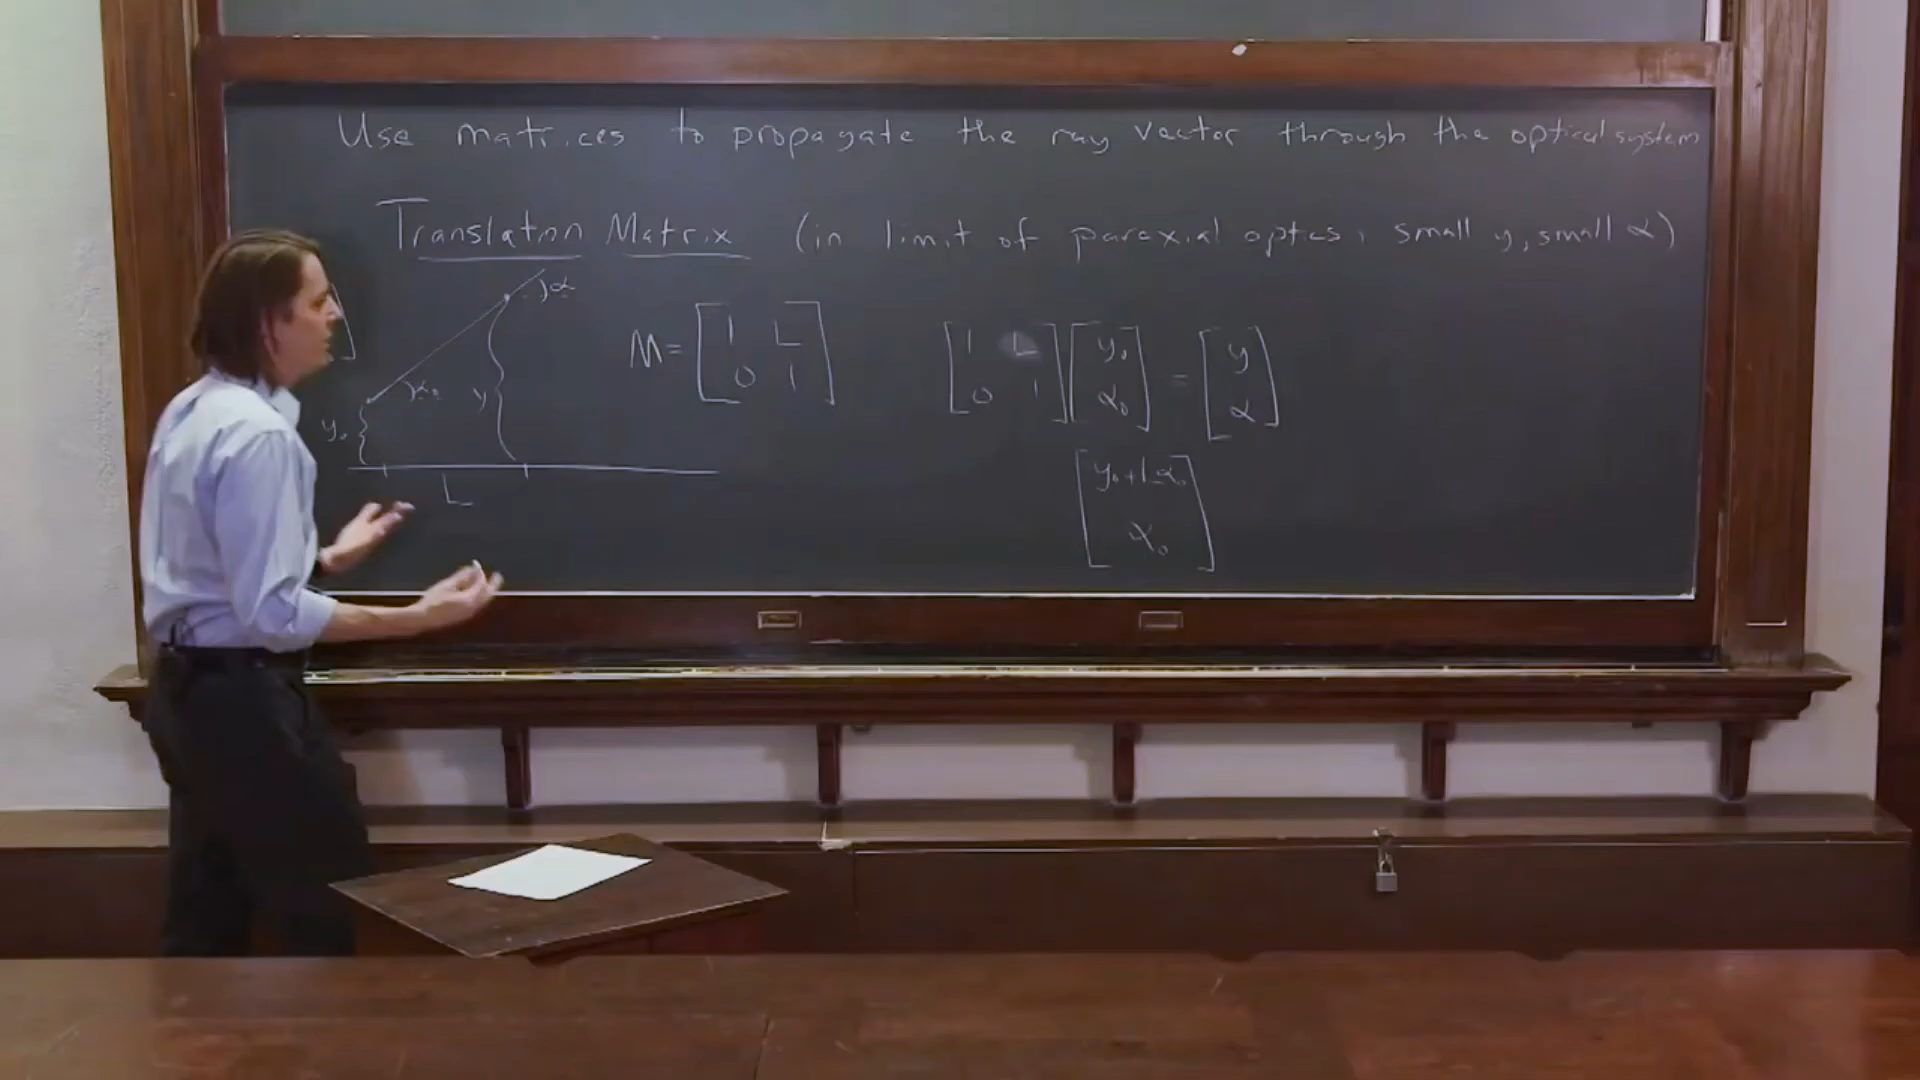 Use matrices to propagate the ray vector through the optical system
Translation Matrix (in limit of paraxial optics, small y, small α)
)α
M = [ 1 L ; 0 1 ]
[ 1 L ; 0 1 ] [ y₀ ; α₀ ] = [ y ; α ]
)α₀
y
y₀
[ y₀+Lα₀ ; α₀ ]
L